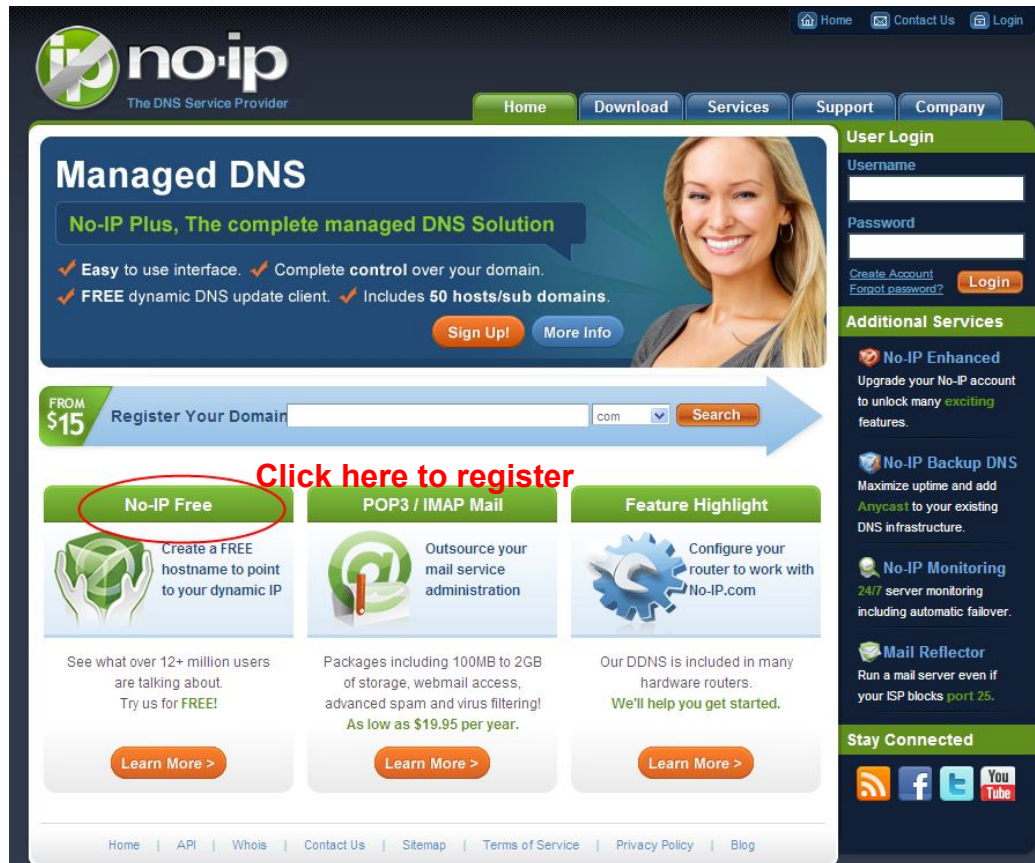 Home Contact Us Login
ip no·ip
The DNS Service Provider
Home Download Services Support Company
Managed DNS
No-IP Plus, The complete managed DNS Solution
Easy to use interface. Complete control over your domain.
FREE dynamic DNS update client. Includes 50 hosts/sub domains.
Sign Up! More Info
FROM
$15
Register Your Domain com Search
Click here to register
No-IP Free
Create a FREE
hostname to point
to your dynamic IP
See what over 12+ million users
are talking about.
Try us for FREE!
Learn More >
POP3 / IMAP Mail
Outsource your
mail service
administration
Packages including 100MB to 2GB
of storage, webmail access,
advanced spam and virus filtering!
As low as $19.95 per year.
Learn More >
Feature Highlight
Configure your
router to work with
No-IP.com
Our DDNS is included in many
hardware routers.
We'll help you get started.
Learn More >
User Login
Username
Password
Create Account
Forgot password?
Login
Additional Services
No-IP Enhanced
Upgrade your No-IP account
to unlock many exciting
features.
No-IP Backup DNS
Maximize uptime and add
Anycast to your existing
DNS infrastructure.
No-IP Monitoring
24/7 server monitoring
including automatic failover.
Mail Reflector
Run a mail server even if
your ISP blocks port 25.
Stay Connected
f t You
Tube
Home | API | Whois | Contact Us | Sitemap | Terms of Service | Privacy Policy | Blog